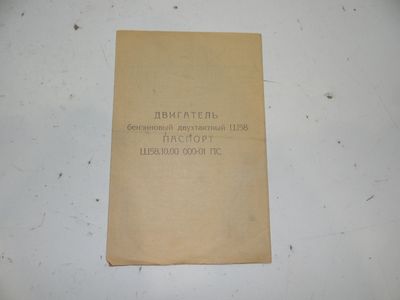 ДВИГАТЕЛЬ
бензиновый двухтактный Ш58
ПАСПОРТ
Ш58.10.00 000-01 ПС